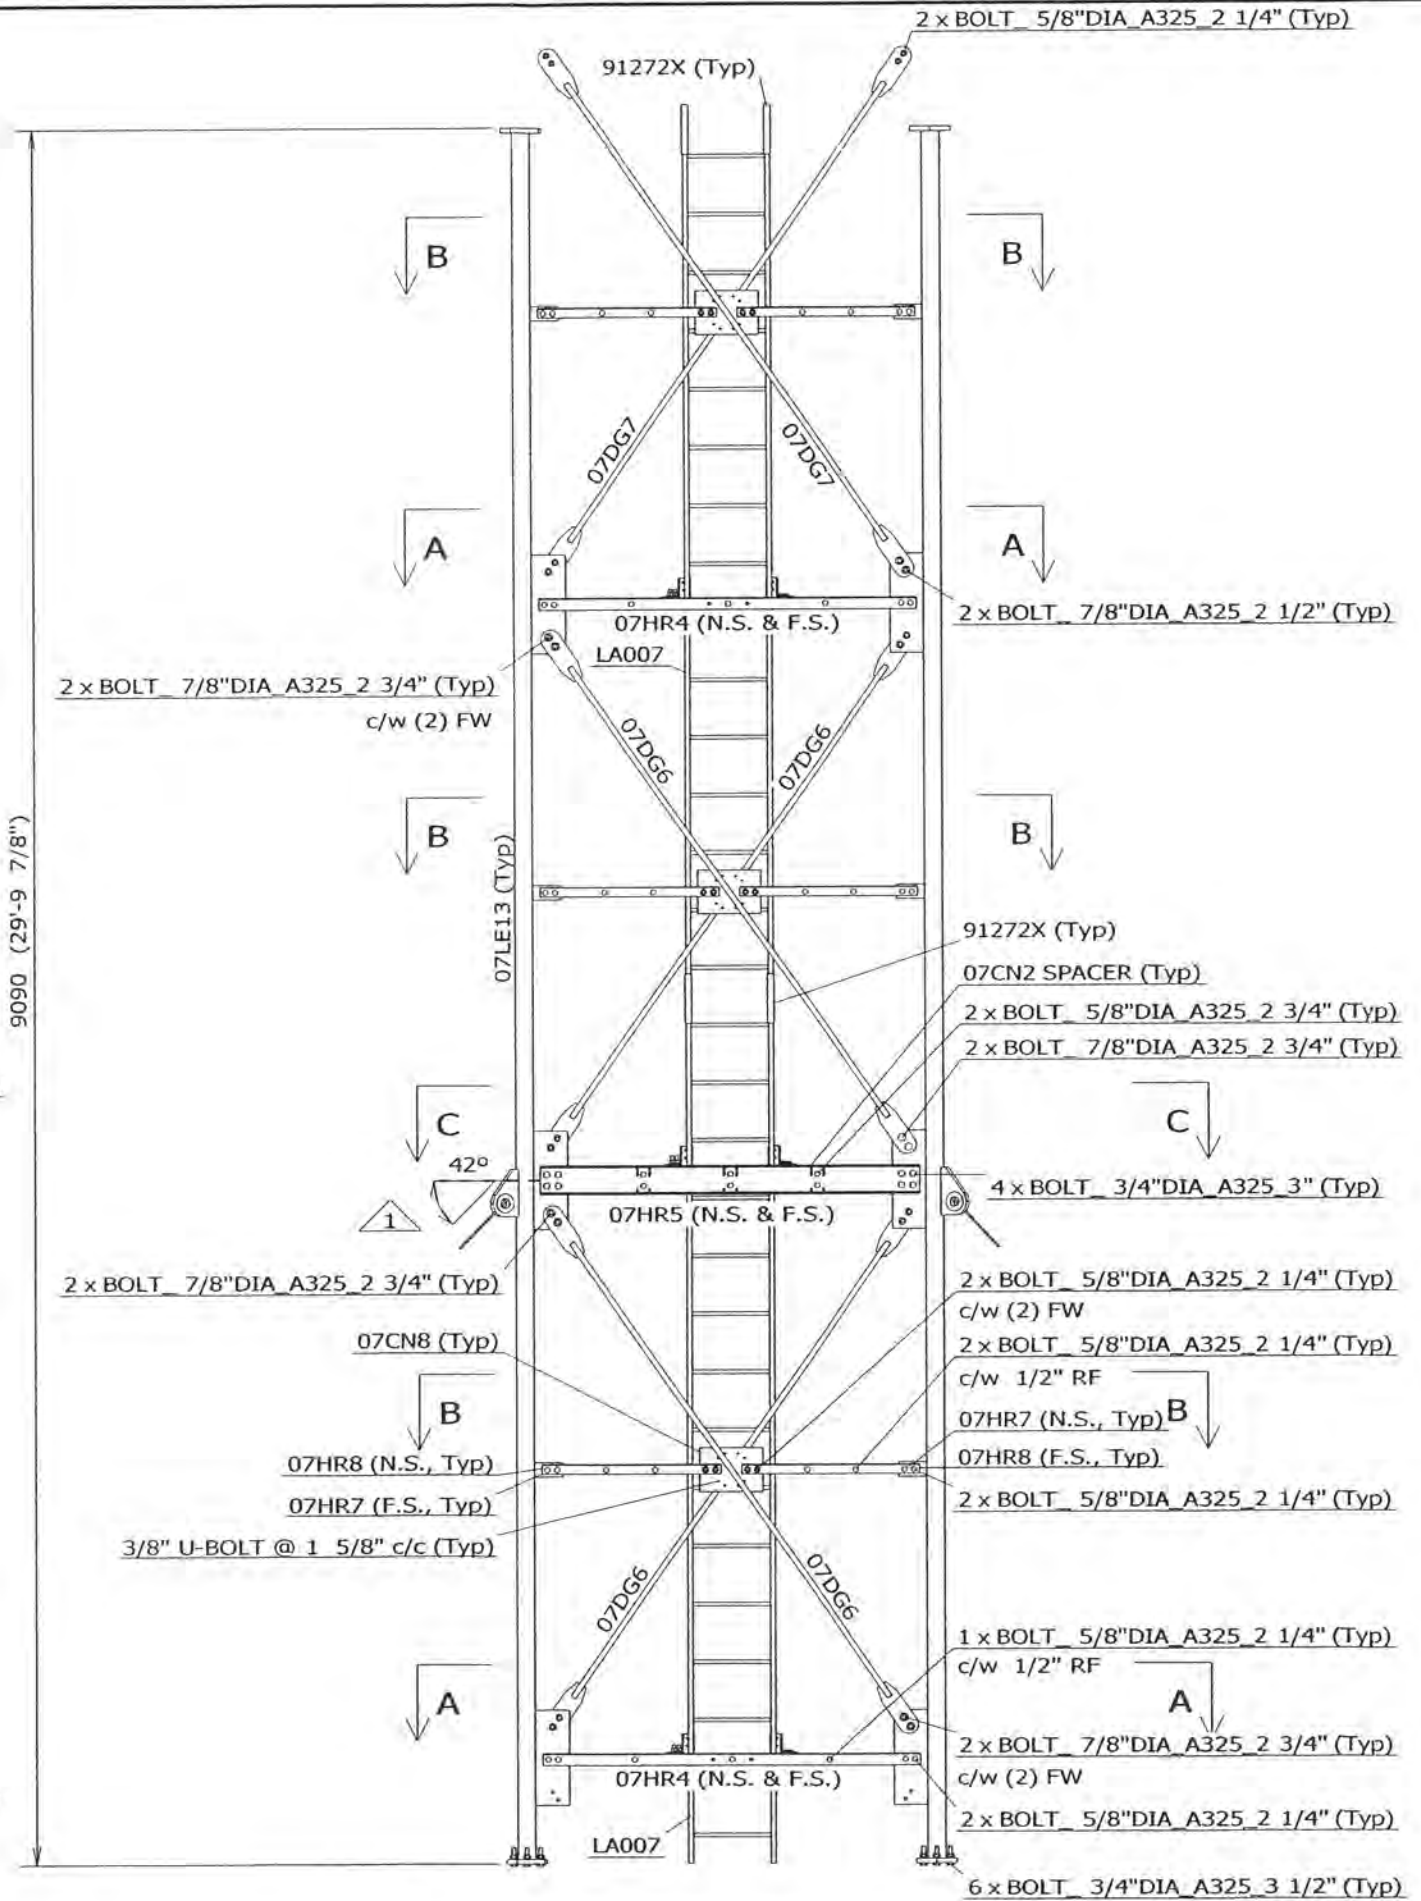 2 x BOLT_ 5/8"DIA_A325_2 1/4" (Typ)
91272X (Typ)
B
B
07DG7
07DG7
A
A
2 x BOLT_ 7/8"DIA_A325_2 1/2" (Typ)
07HR4 (N.S. & F.S.)
LA007
2 x BOLT_ 7/8"DIA_A325_2 3/4" (Typ)
c/w (2) FW
07DG6
07DG6
B
B
9090 (29'-9 7/8")
07LE13 (Typ)
91272X (Typ)
07CN2 SPACER (Typ)
2 x BOLT_ 5/8"DIA_A325_2 3/4" (Typ)
2 x BOLT_ 7/8"DIA_A325_2 3/4" (Typ)
C
C
42°
4 x BOLT_ 3/4"DIA_A325_3" (Typ)
1
07HR5 (N.S. & F.S.)
2 x BOLT_ 7/8"DIA_A325_2 3/4" (Typ)
2 x BOLT_ 5/8"DIA_A325_2 1/4" (Typ)
c/w (2) FW
07CN8 (Typ)
2 x BOLT_ 5/8"DIA_A325_2 1/4" (Typ)
c/w 1/2" RF
B
B
07HR7 (N.S., Typ)
07HR8 (N.S., Typ)
07HR8 (F.S., Typ)
07HR7 (F.S., Typ)
2 x BOLT_ 5/8"DIA_A325_2 1/4" (Typ)
3/8" U-BOLT @ 1 5/8" c/c (Typ)
07DG6
07DG6
1 x BOLT_ 5/8"DIA_A325_2 1/4" (Typ)
c/w 1/2" RF
A
A
2 x BOLT_ 7/8"DIA_A325_2 3/4" (Typ)
c/w (2) FW
07HR4 (N.S. & F.S.)
2 x BOLT_ 5/8"DIA_A325_2 1/4" (Typ)
LA007
6 x BOLT_ 3/4"DIA_A325_3 1/2" (Typ)